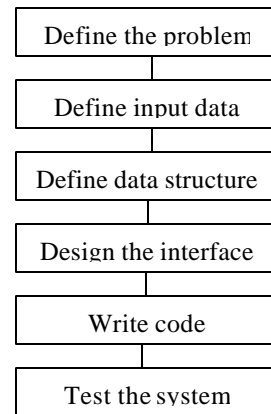 Define the problem
Define input data
Define data structure
Design the interface
Write code
Test the system